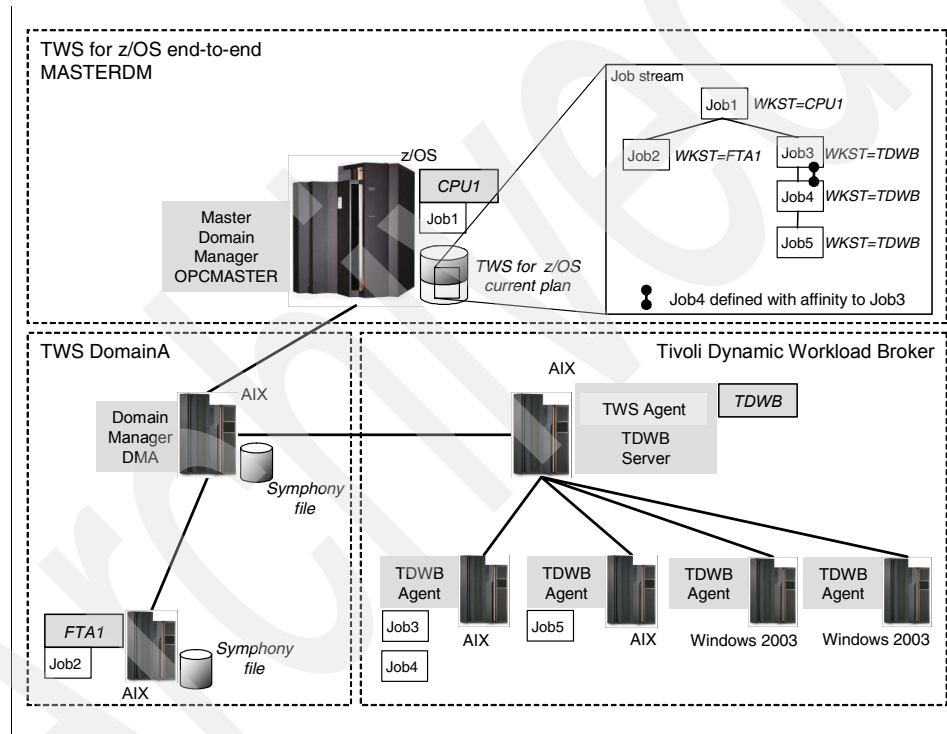 TWS for z/OS end-to-end
MASTERDM
Job stream
Job1 WKST=CPU1
Job2 WKST=FTA1
Job3 WKST=TDWB
Job4 WKST=TDWB
Job5 WKST=TDWB
Job4 defined with affinity to Job3
z/OS
CPU1
Job1
Master
Domain
Manager
OPCMASTER
TWS for z/OS
current plan
TWS DomainA
AIX
Domain
Manager
DMA
Symphony
file
FTA1
Job2
AIX
Symphony
file
Tivoli Dynamic Workload Broker
AIX
TWS Agent
TDWB
Server
TDWB
TDWB
Agent
Job3
Job4
AIX
TDWB
Agent
Job5
AIX
TDWB
Agent
Windows 2003
TDWB
Agent
Windows 2003
Archived